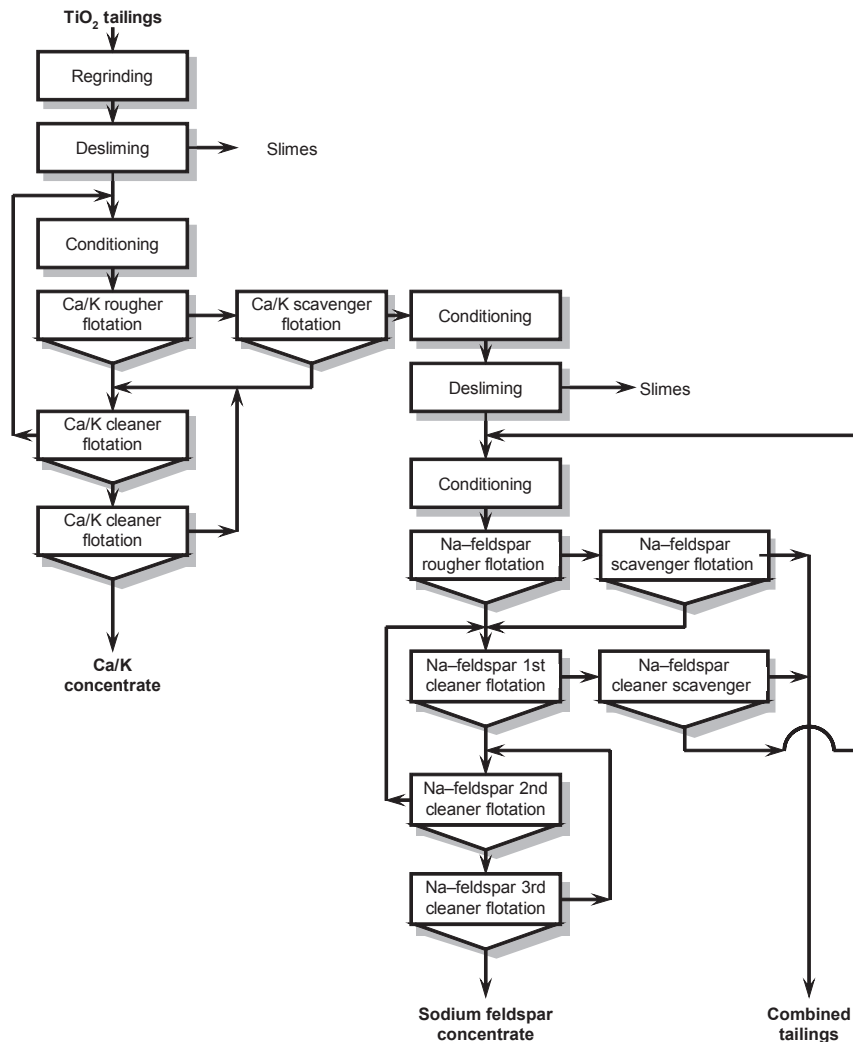 TiO2 tailings
Regrinding
Desliming
Slimes
Conditioning
Ca/K rougher
flotation
Ca/K scavenger
flotation
Conditioning
Desliming
Slimes
Ca/K cleaner
flotation
Ca/K cleaner
flotation
Ca/K
concentrate
Conditioning
Na–feldspar
rougher flotation
Na–feldspar
scavenger flotation
Na–feldspar 1st
cleaner flotation
Na–feldspar
cleaner scavenger
Na–feldspar 2nd
cleaner flotation
Na–feldspar 3rd
cleaner flotation
Sodium feldspar
concentrate
Combined
tailings